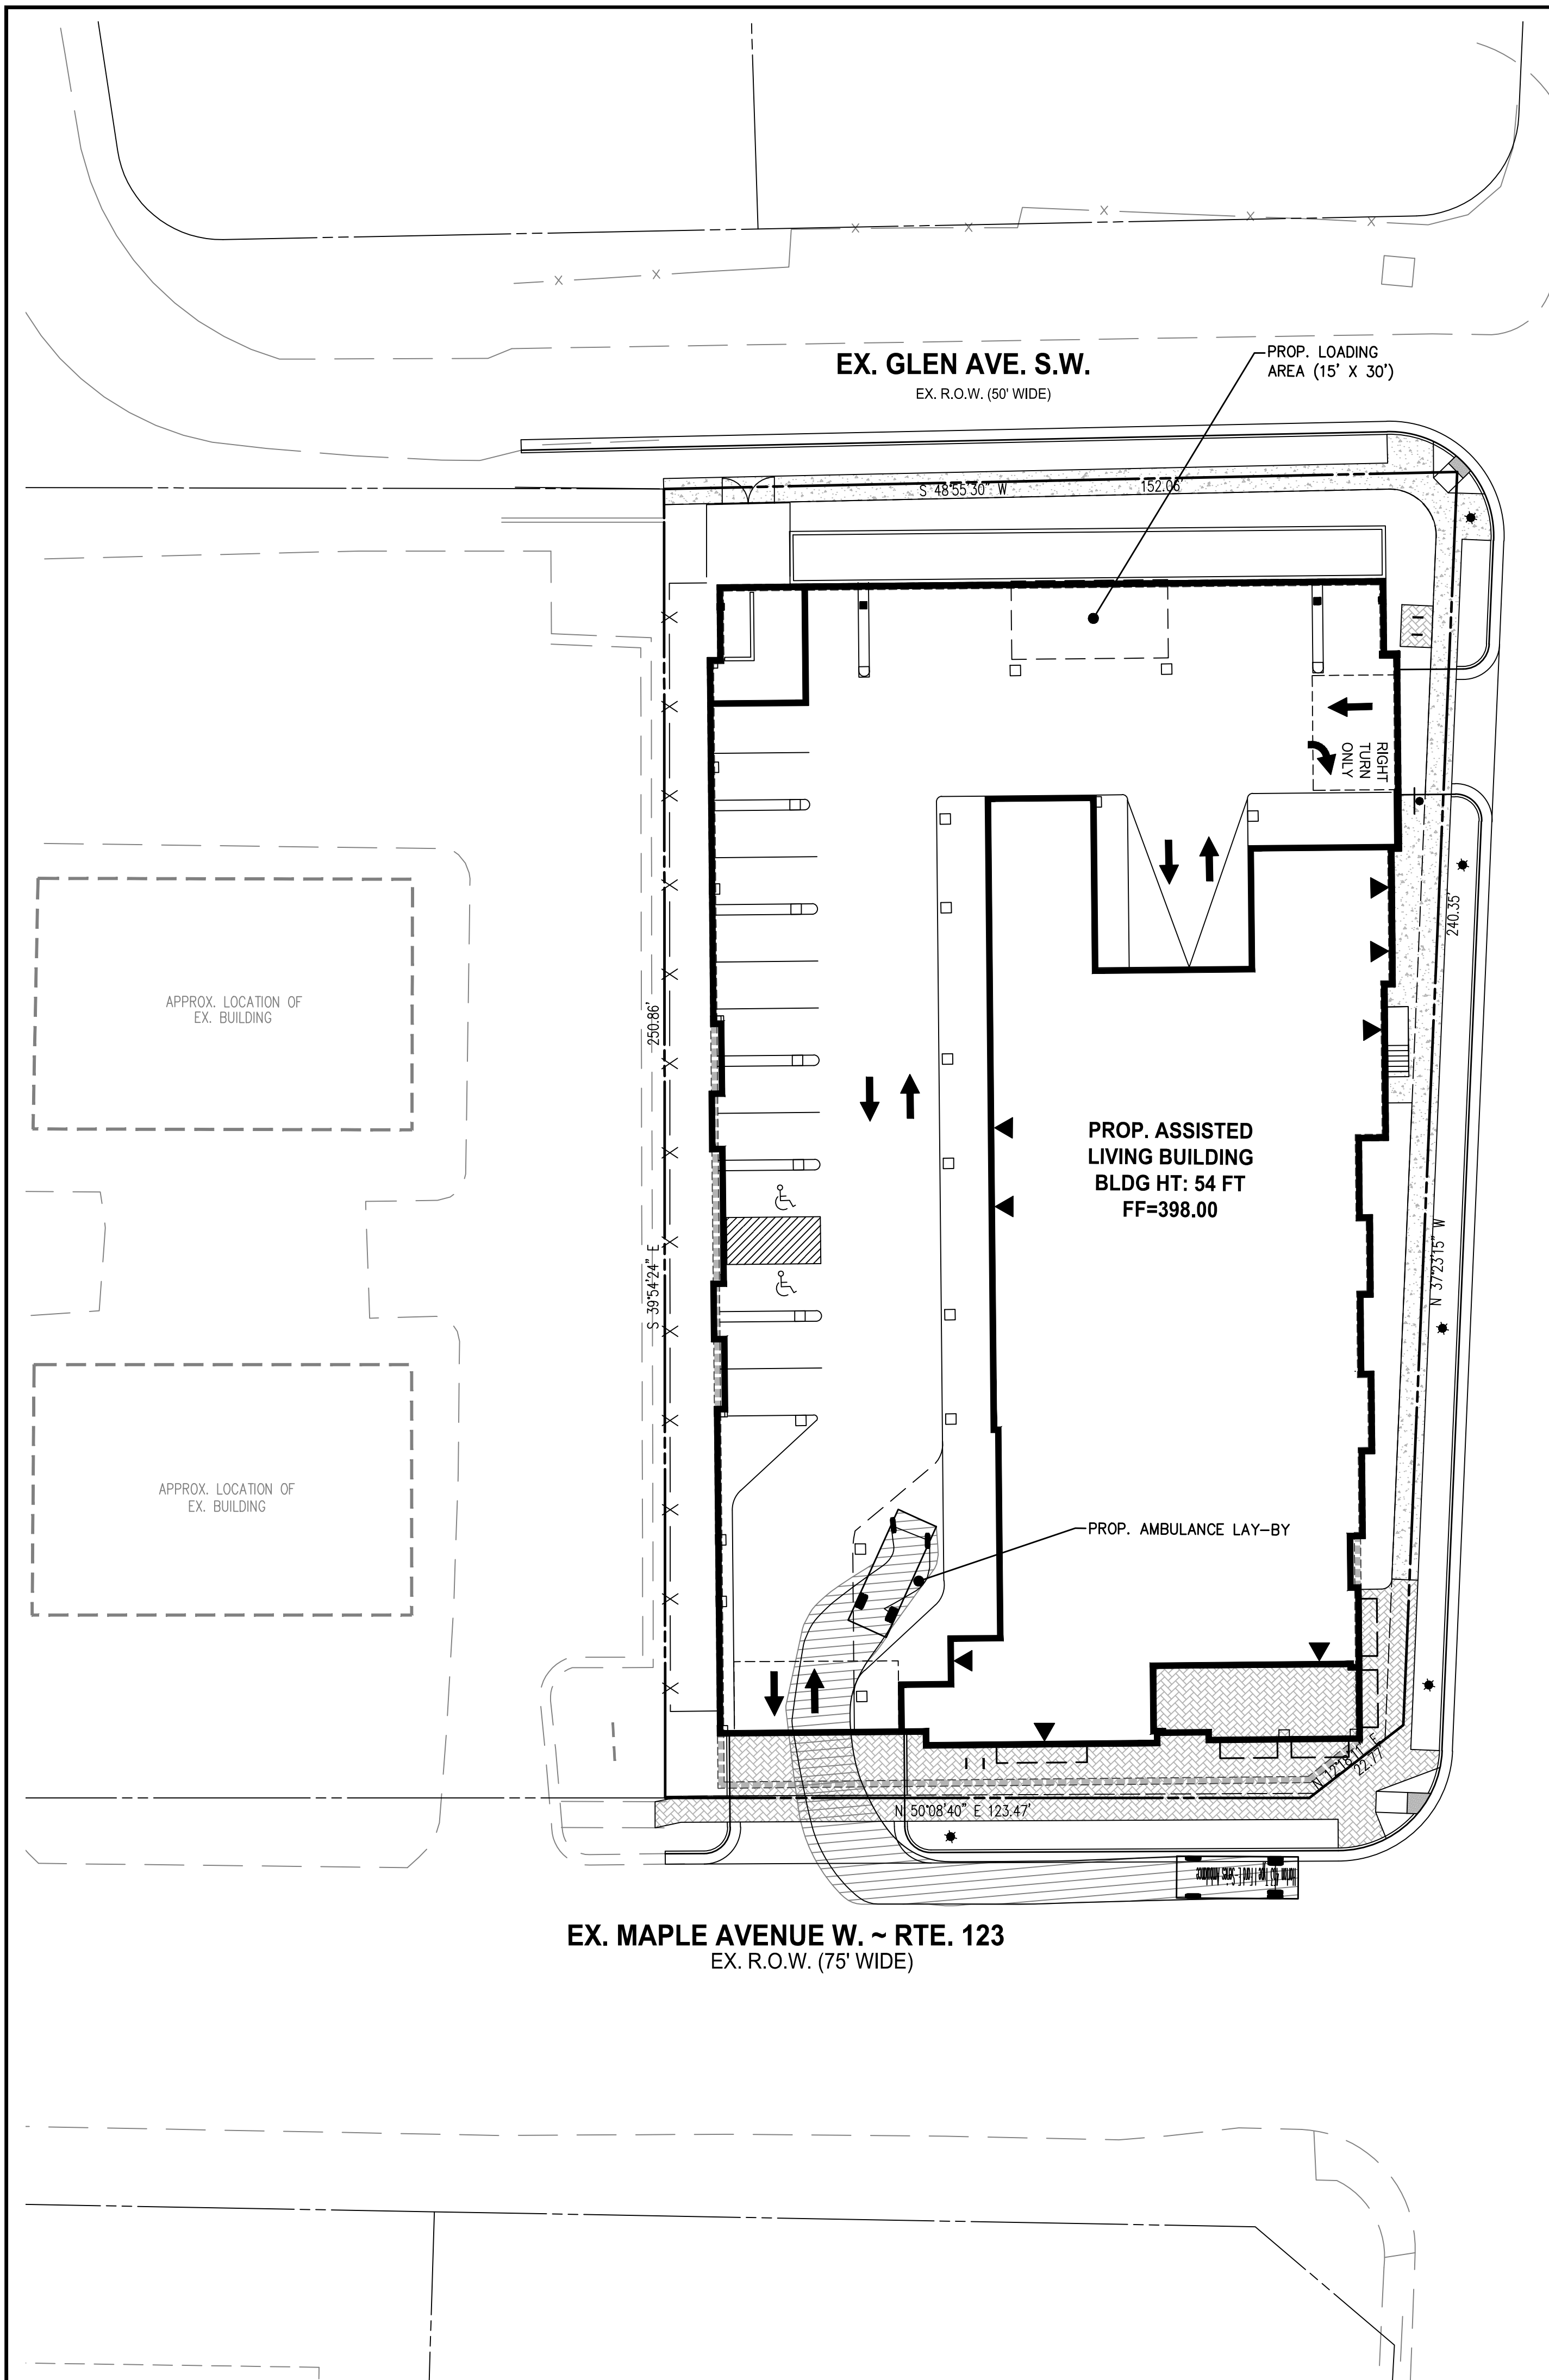 EX. GLEN AVE. S.W.
EX. R.O.W. (50' WIDE)
PROP. LOADING
AREA (15' X 30')
S 48°55'30" W
152.06'
RIGHT
TURN
ONLY
240.35'
APPROX. LOCATION OF
EX. BUILDING
250.86'
PROP. ASSISTED
LIVING BUILDING
BLDG HT: 54 FT
FF=398.00
N 37°23'15" W
S 39°54'24" E
APPROX. LOCATION OF
EX. BUILDING
PROP. AMBULANCE LAY-BY
22.77'
N 50°08'40" E 123.47'
EX. MAPLE AVENUE W. ~ RTE. 123
EX. R.O.W. (75' WIDE)